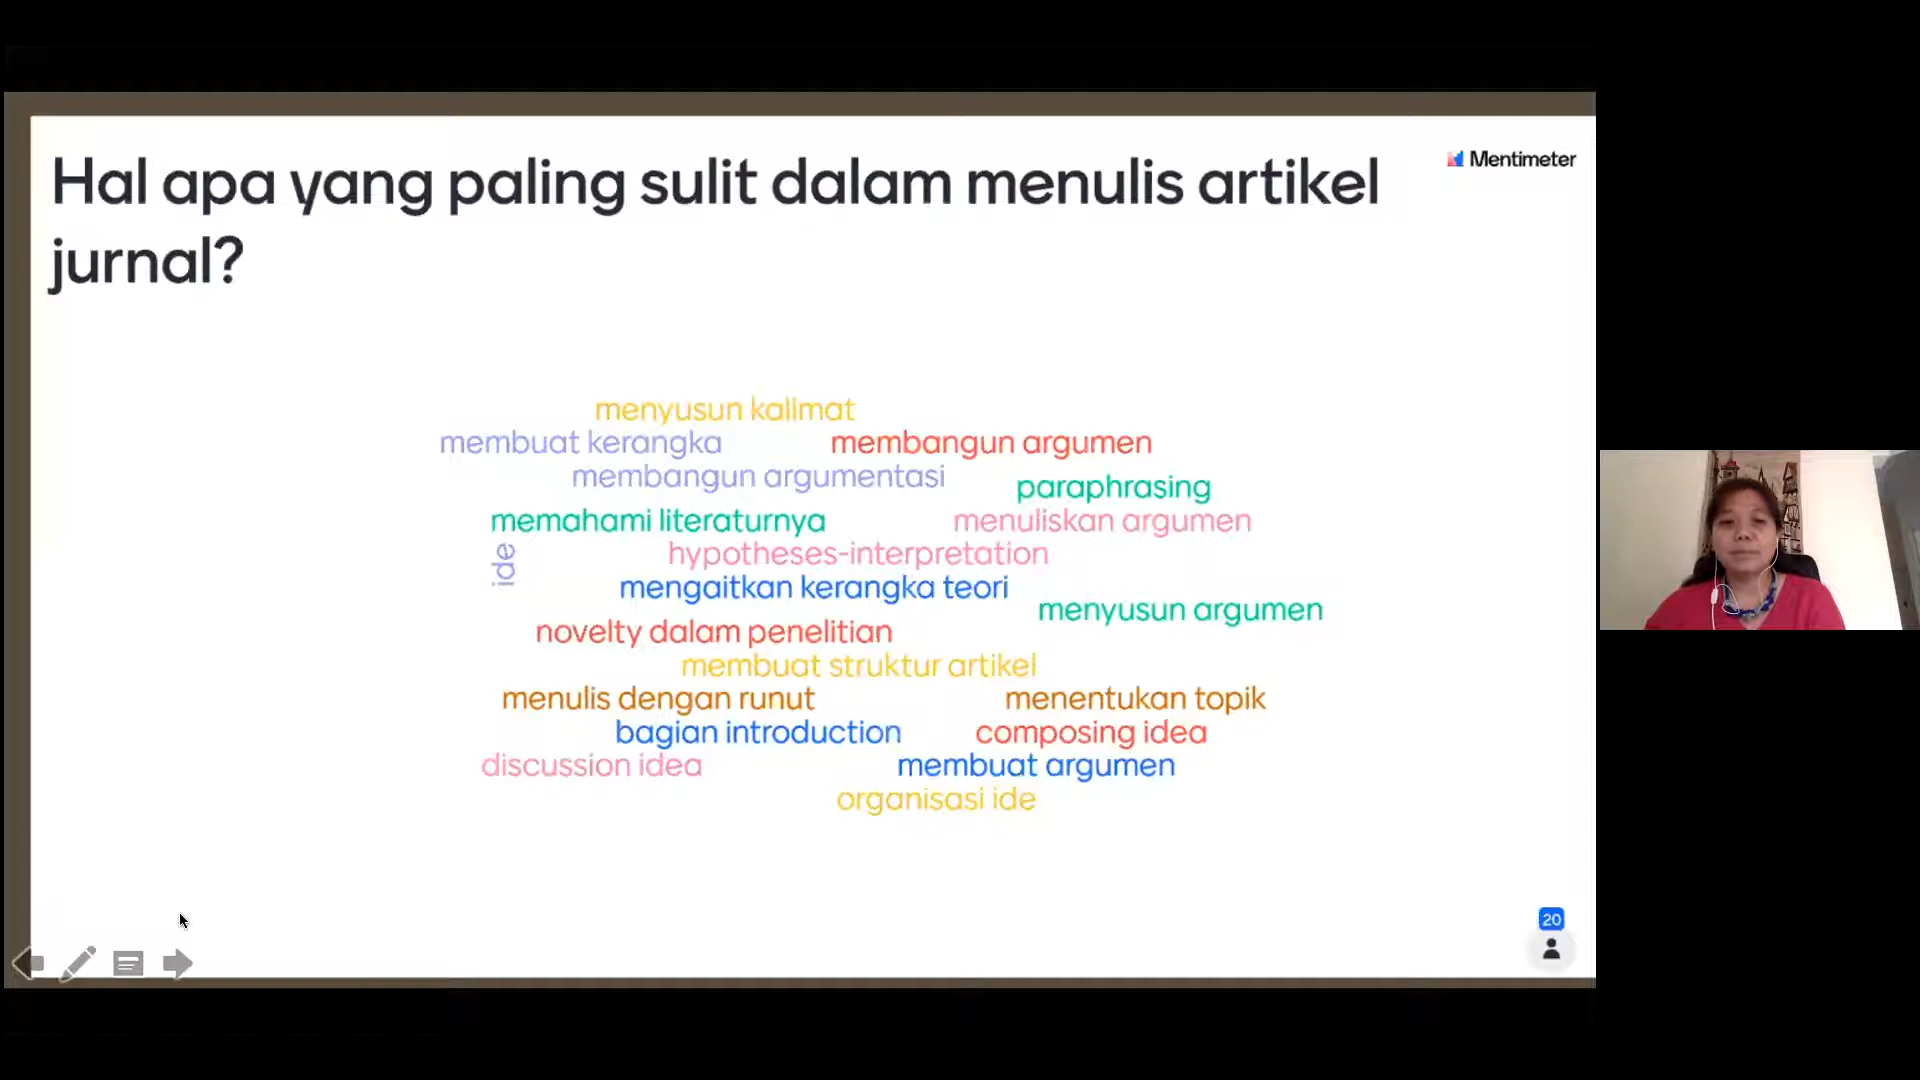 Hal apa yang paling sulit dalam menulis artikel
jurnal?
Mentimeter
menyusun kalimat
membuat kerangka
membangun argumen
membangun argumentasi
paraphrasing
memahami literaturnya
menuliskan argumen
ide
hypotheses-interpretation
mengaitkan kerangka teori
menyusun argumen
novelty dalam penelitian
membuat struktur artikel
menulis dengan runut
menentukan topik
bagian introduction
composing idea
discussion idea
membuat argumen
organisasi ide
20